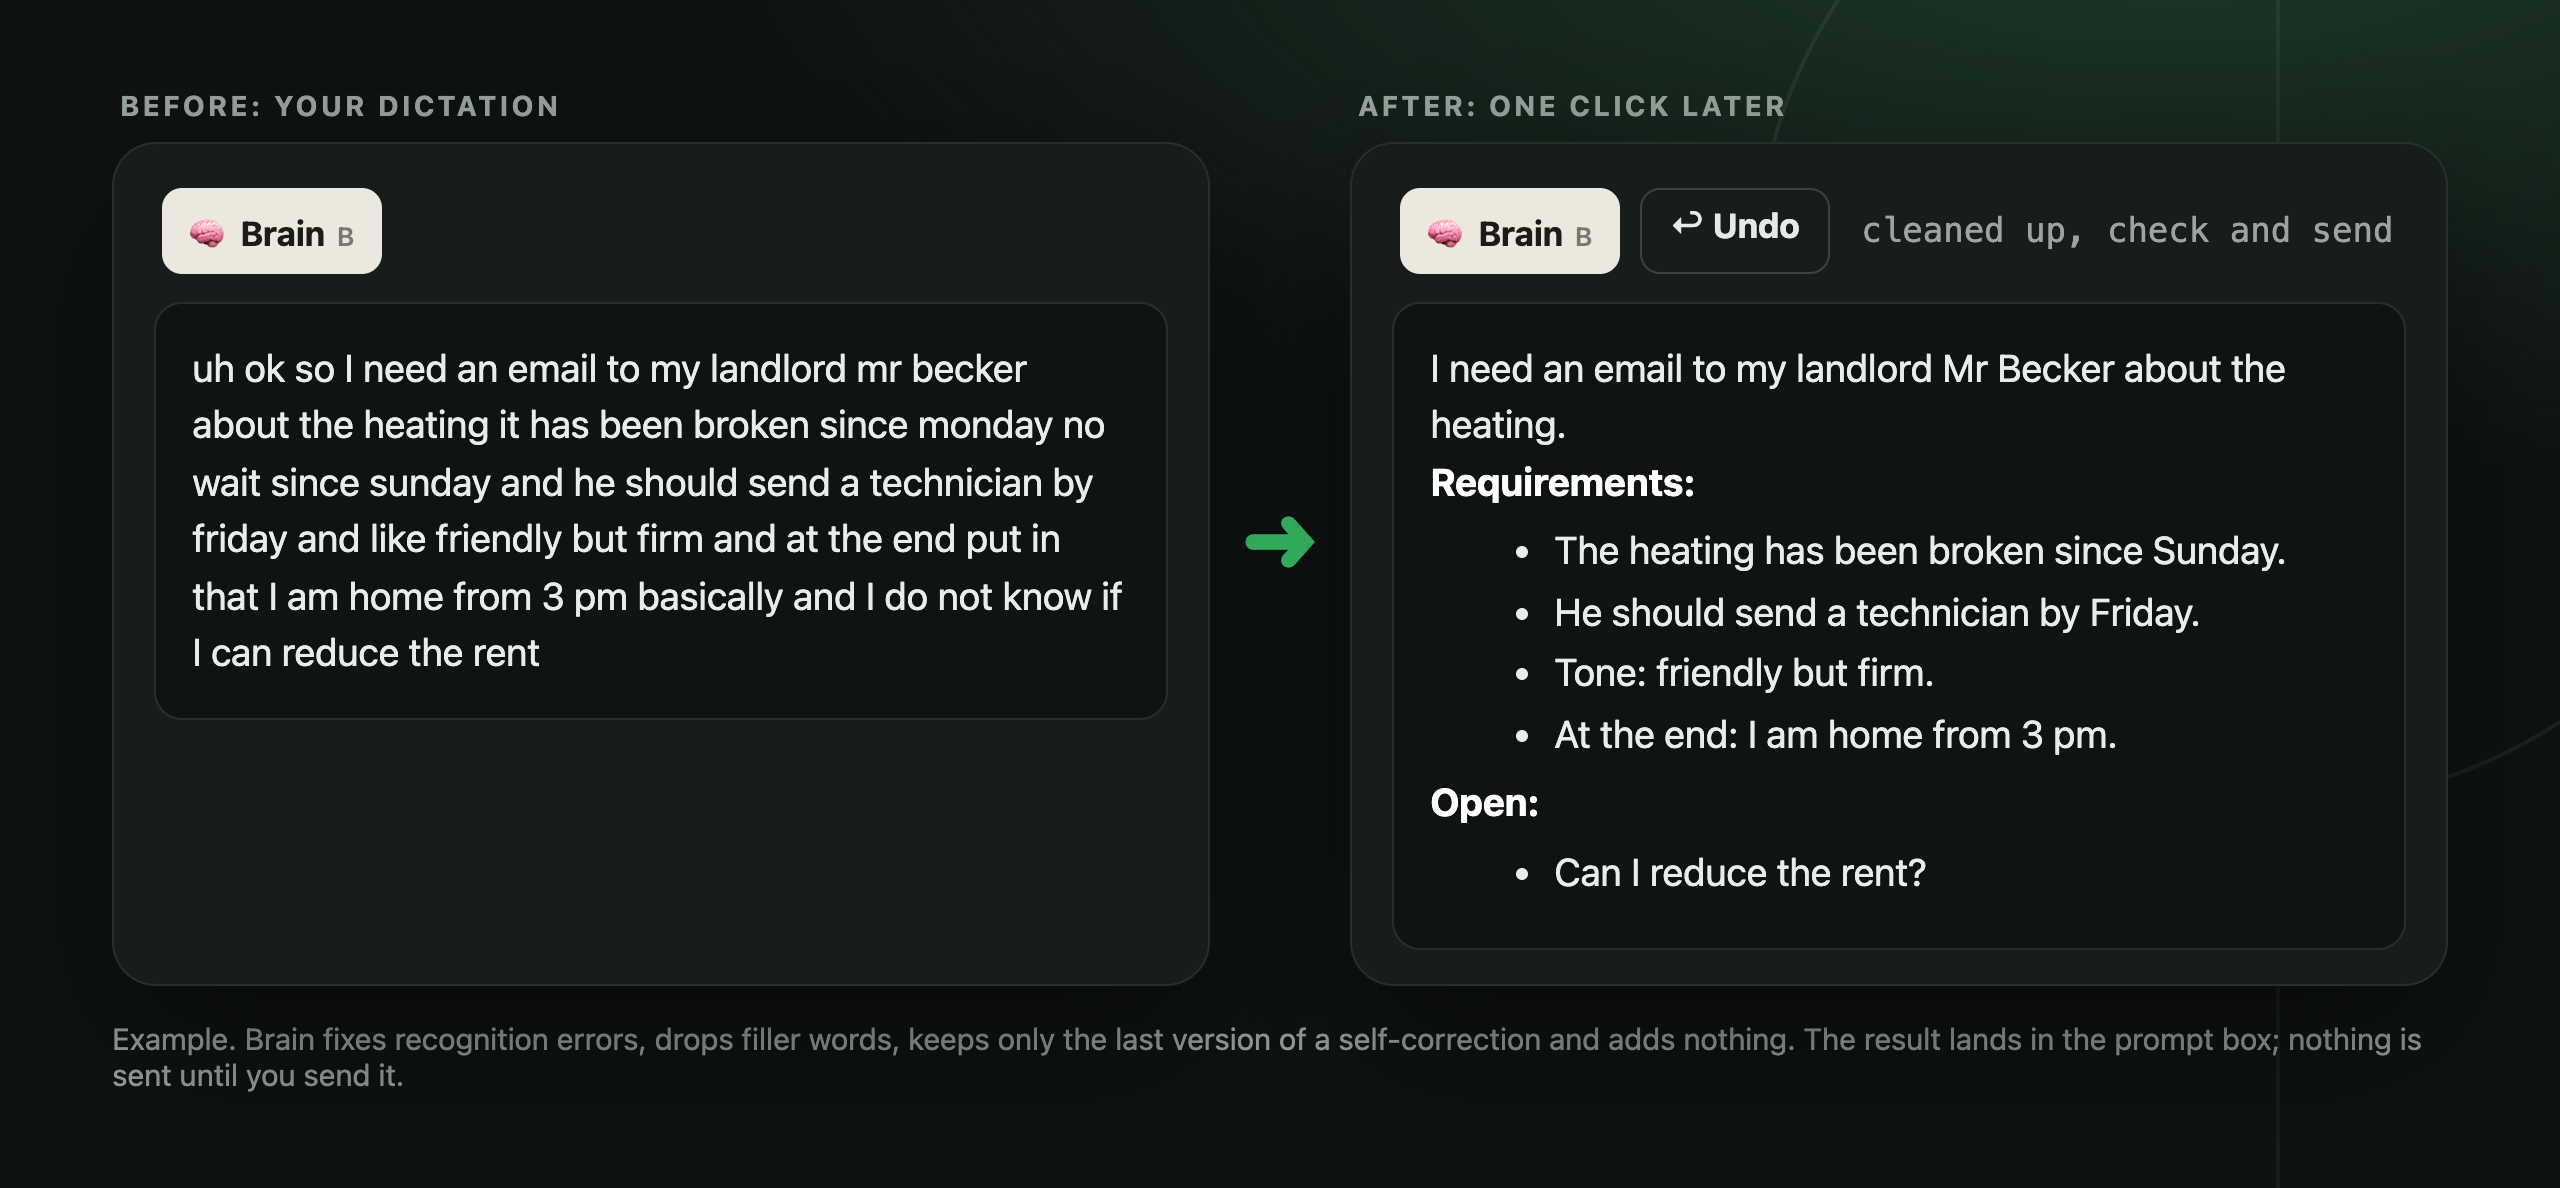 BEFORE: YOUR DICTATION
Brain B
uh ok so I need an email to my landlord mr becker
about the heating it has been broken since monday no
wait since sunday and he should send a technician by
friday and like friendly but firm and at the end put in
that I am home from 3 pm basically and I do not know if
I can reduce the rent
AFTER: ONE CLICK LATER
Brain B
Undo
cleaned up, check and send
I need an email to my landlord Mr Becker about the
heating.
Requirements:
• The heating has been broken since Sunday.
• He should send a technician by Friday.
• Tone: friendly but firm.
• At the end: I am home from 3 pm.
Open:
• Can I reduce the rent?
Example. Brain fixes recognition errors, drops filler words, keeps only the last version of a self-correction and adds nothing. The result lands in the prompt box; nothing is
sent until you send it.